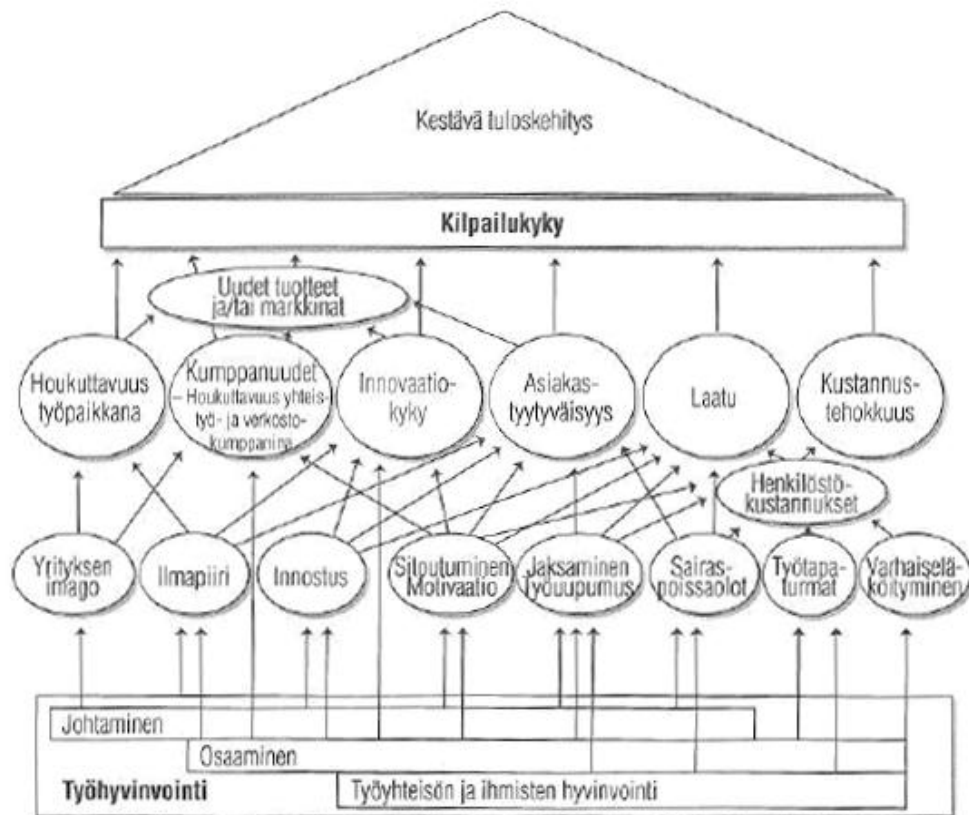 Kestävä tuloskehitys
Kilpailukyky
Uudet tuotteet
ja/tai markkinat
Houkuttavuus
työpaikkana
Kumppanuudet
– Houkuttavuus yhteis-
työ- ja verkosto-
kumppanina
Innovaatio-
kyky
Asiakas-
tyytyväisyys
Laatu
Kustannus-
tehokkuus
Henkilöstö-
kustannukset
Yrityksen
imago
Ilmapiiri
Innostus
Sitoutuminen
Motivaatio
Jaksaminen
Työuupumus
Sairas-
poissaolot
Työtapa-
turmat
Varhaiselä-
köityminen
Johtaminen
Osaaminen
Työhyvinvointi
Työyhteisön ja ihmisten hyvinvointi